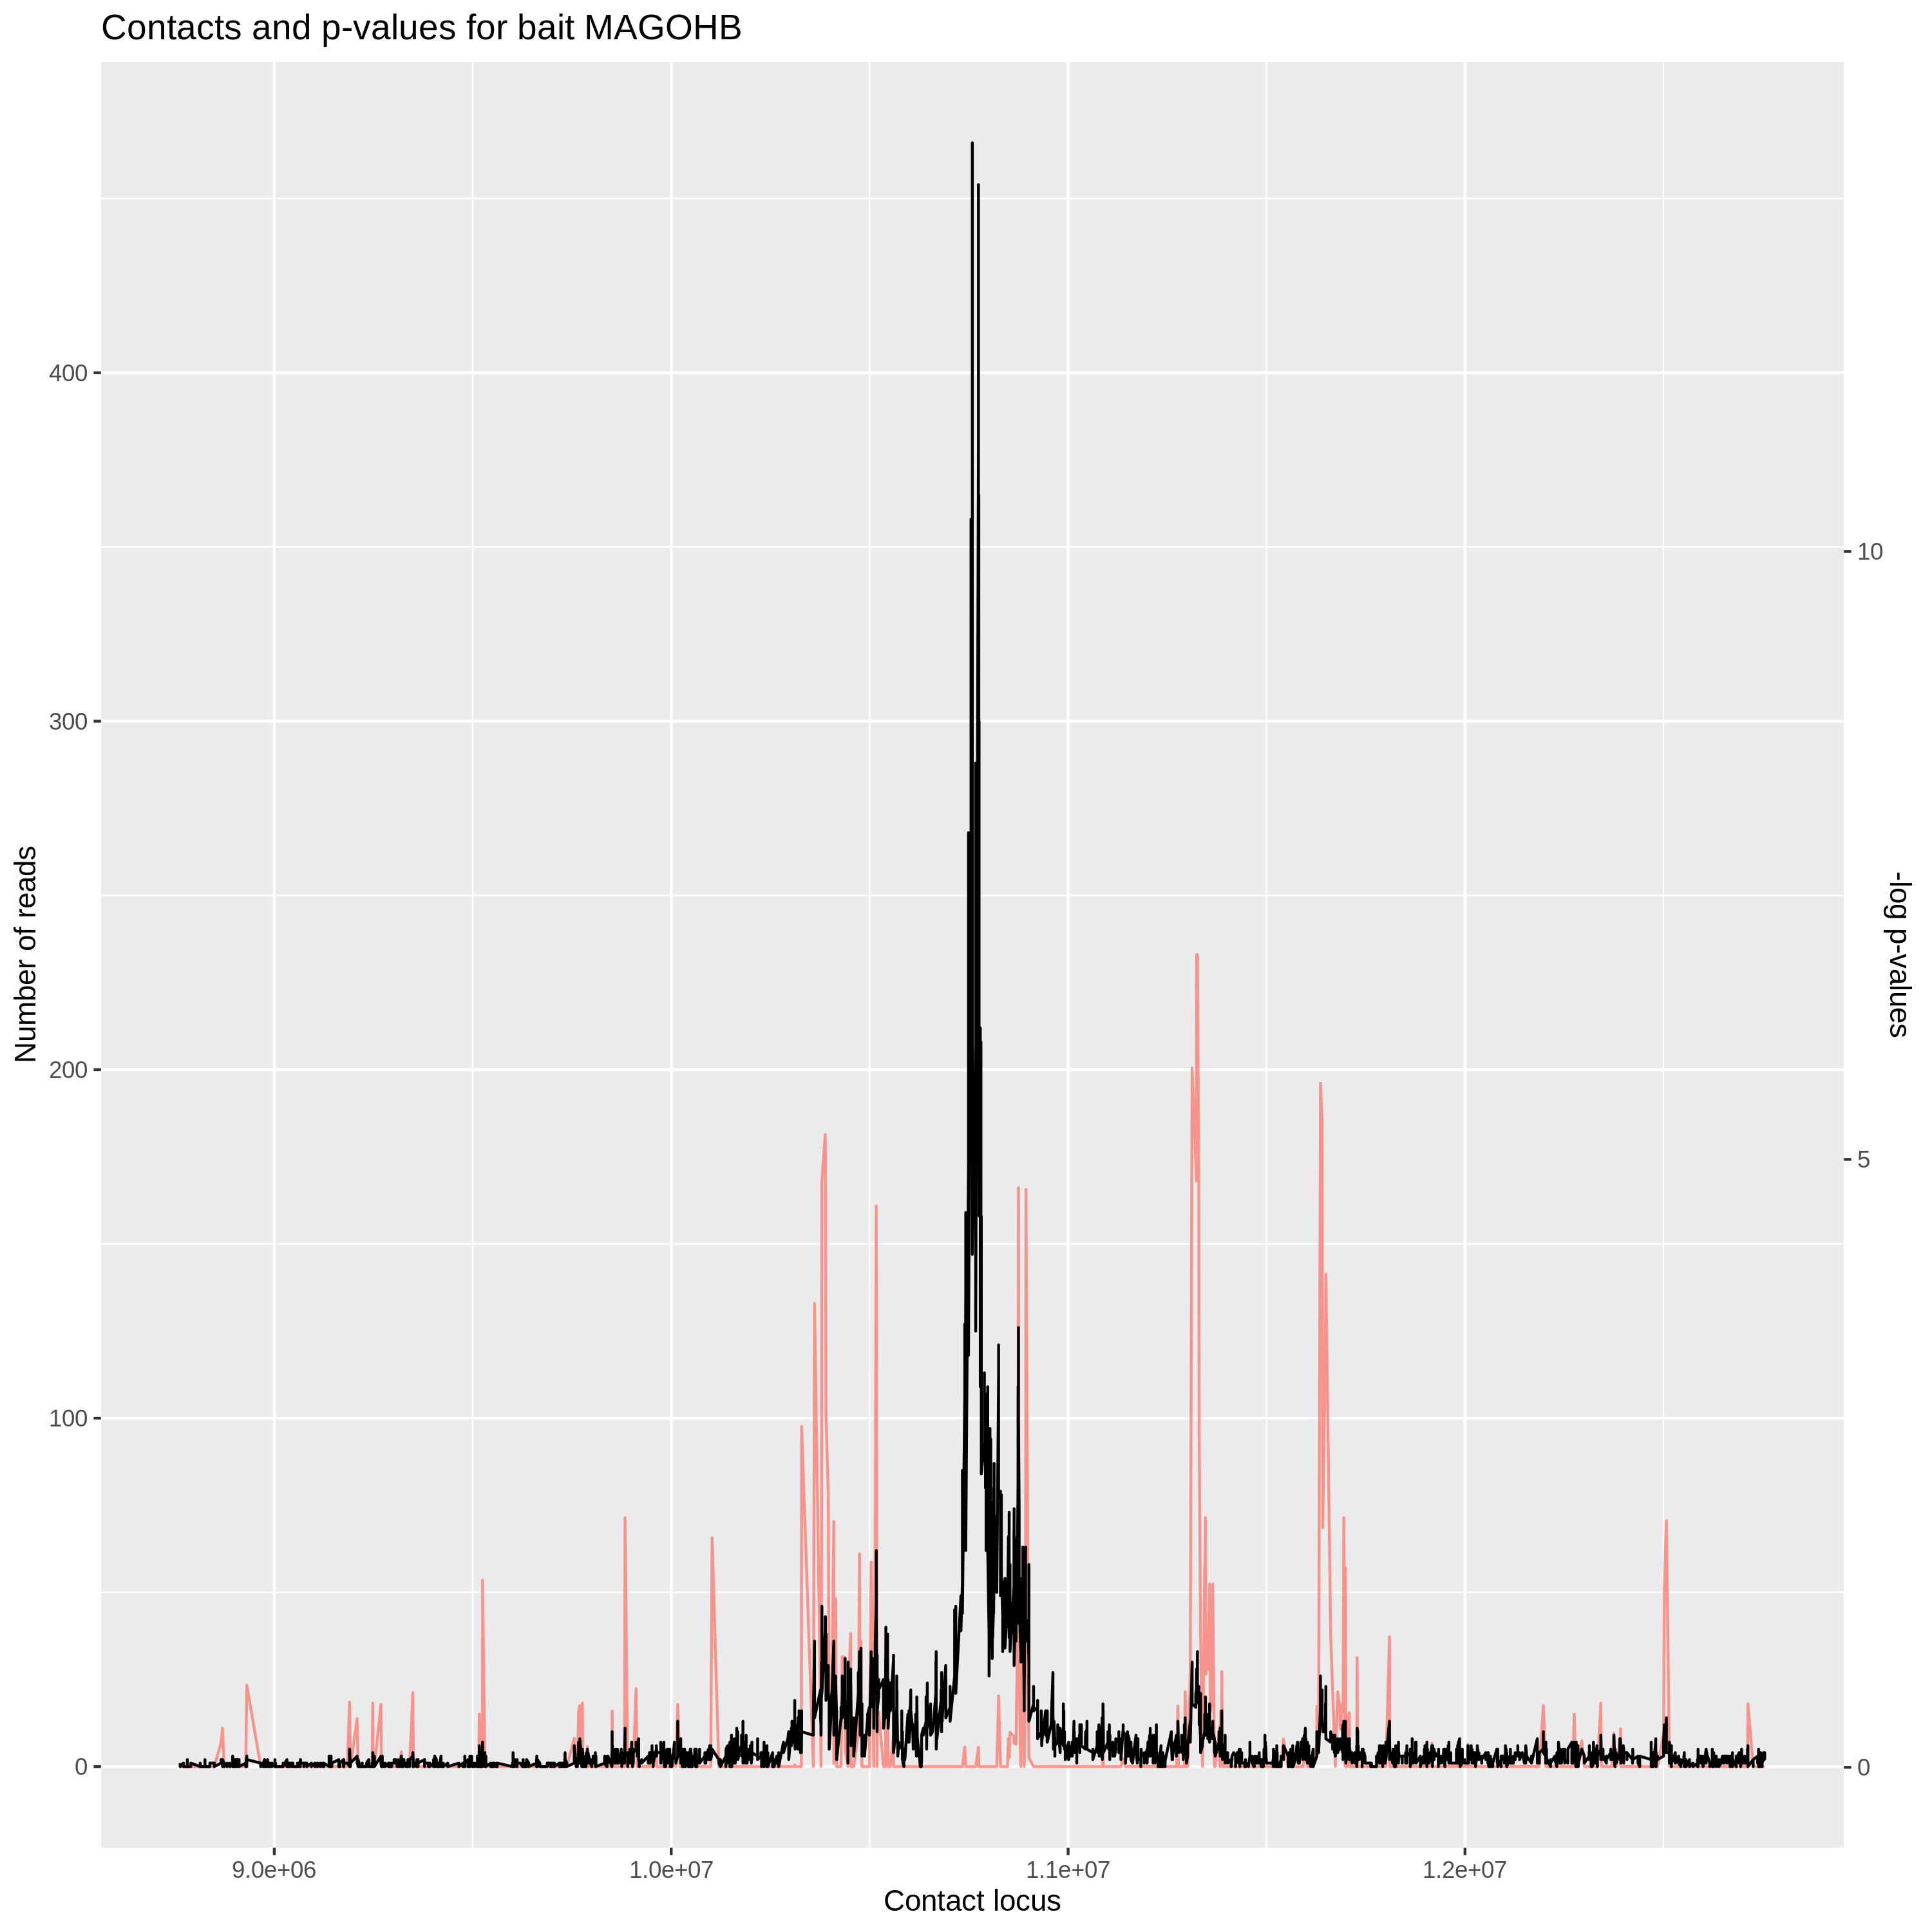 Contacts and p-values for bait MAGOHB
400
300
200
100
0
Number of reads
10
5
0
-log p-values
9.0e+06
1.0e+07
1.1e+07
1.2e+07
Contact locus